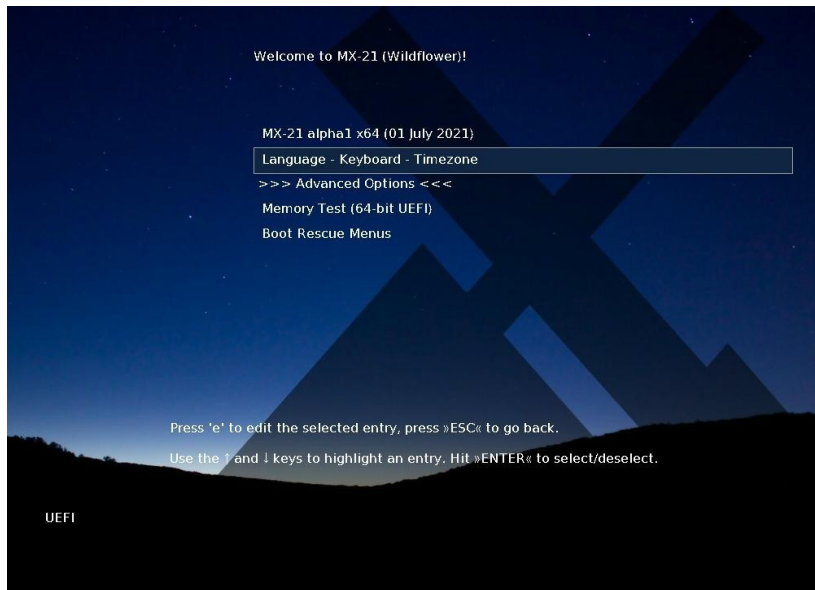 Welcome to MX-21 (Wildflower)!
MX-21 alpha1 x64 (01 July 2021)
Language - Keyboard - Timezone
>>> Advanced Options <<<
Memory Test (64-bit UEFI)
Boot Rescue Menus
Press 'e' to edit the selected entry, press »ESC« to go back.
Use the ↑ and ↓ keys to highlight an entry. Hit »ENTER« to select/deselect.
UEFI